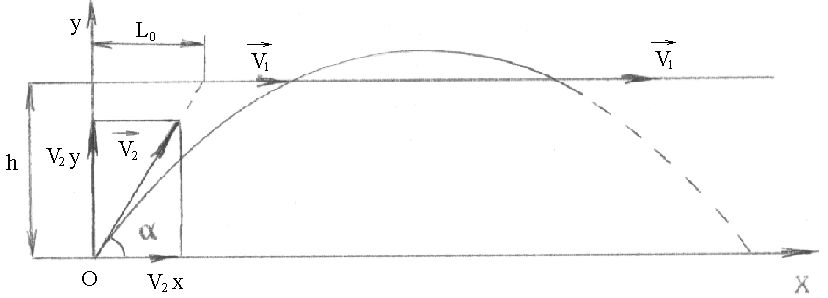 y
L₀
V₁
V₁
V₂ y
V₂
h
α
O
V₂ x
X